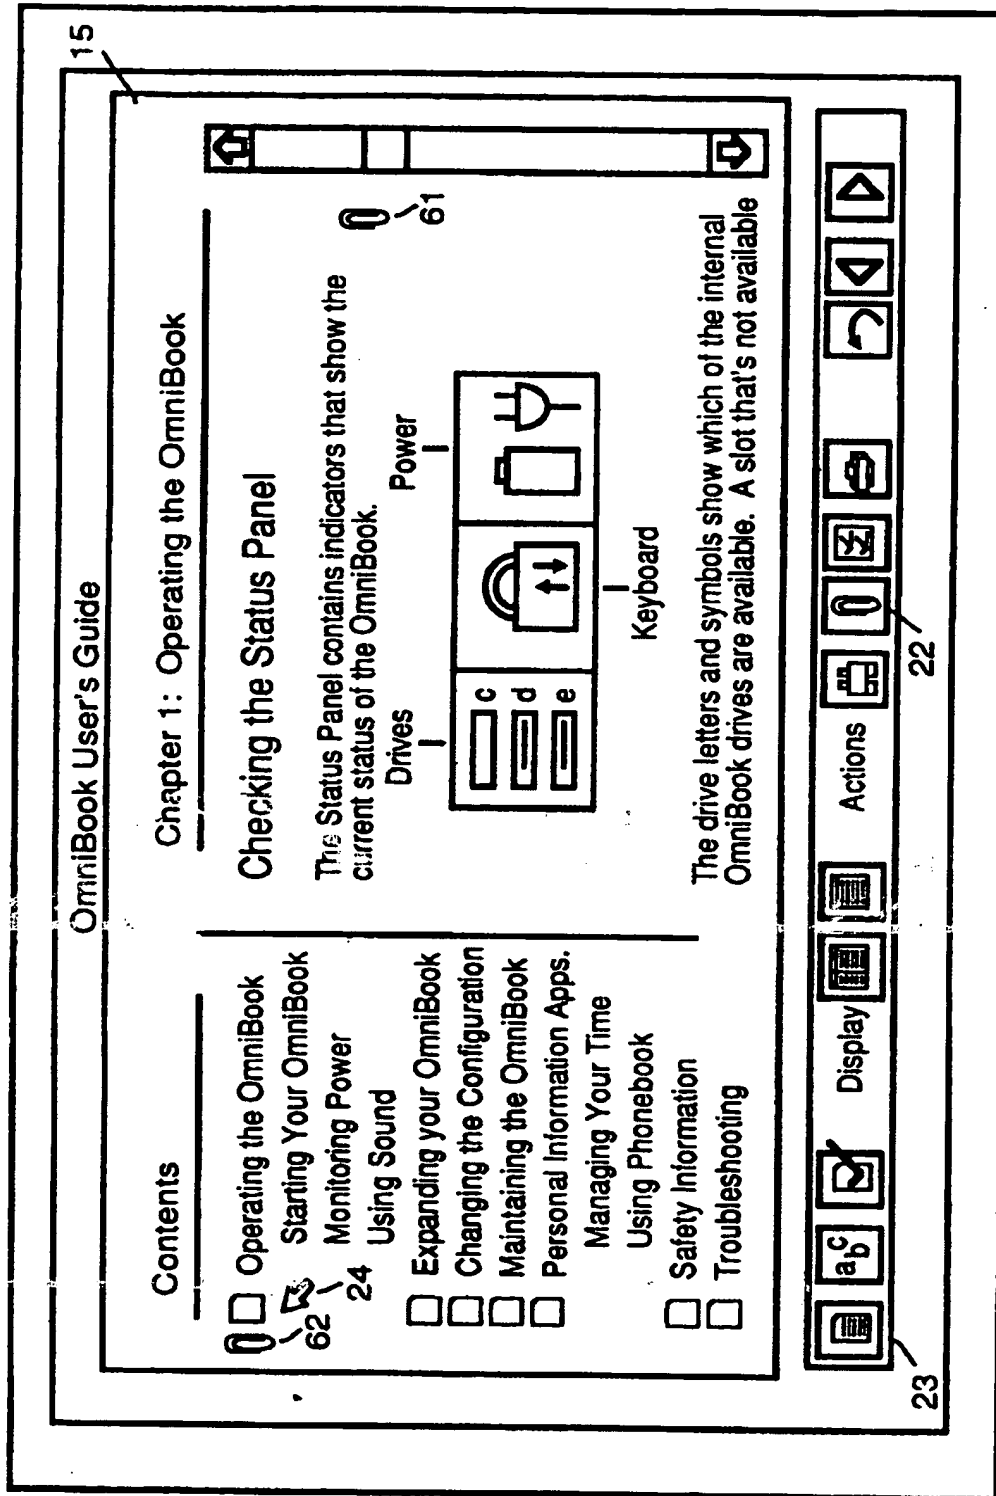 15
OmniBook User's Guide
Contents
62
24
Operating the OmniBook
Starting Your OmniBook
Monitoring Power
Using Sound
Expanding your OmniBook
Changing the Configuration
Maintaining the OmniBook
Personal Information Apps.
Managing Your Time
Using Phonebook
Safety Information
Troubleshooting
Chapter 1: Operating the OmniBook
Checking the Status Panel
The Status Panel contains indicators that show the
current status of the OmniBook.
61
Drives
Power
c
d
e
Keyboard
The drive letters and symbols show which of the internal
OmniBook drives are available. A slot that's not available
23
abc
Display
Actions
22